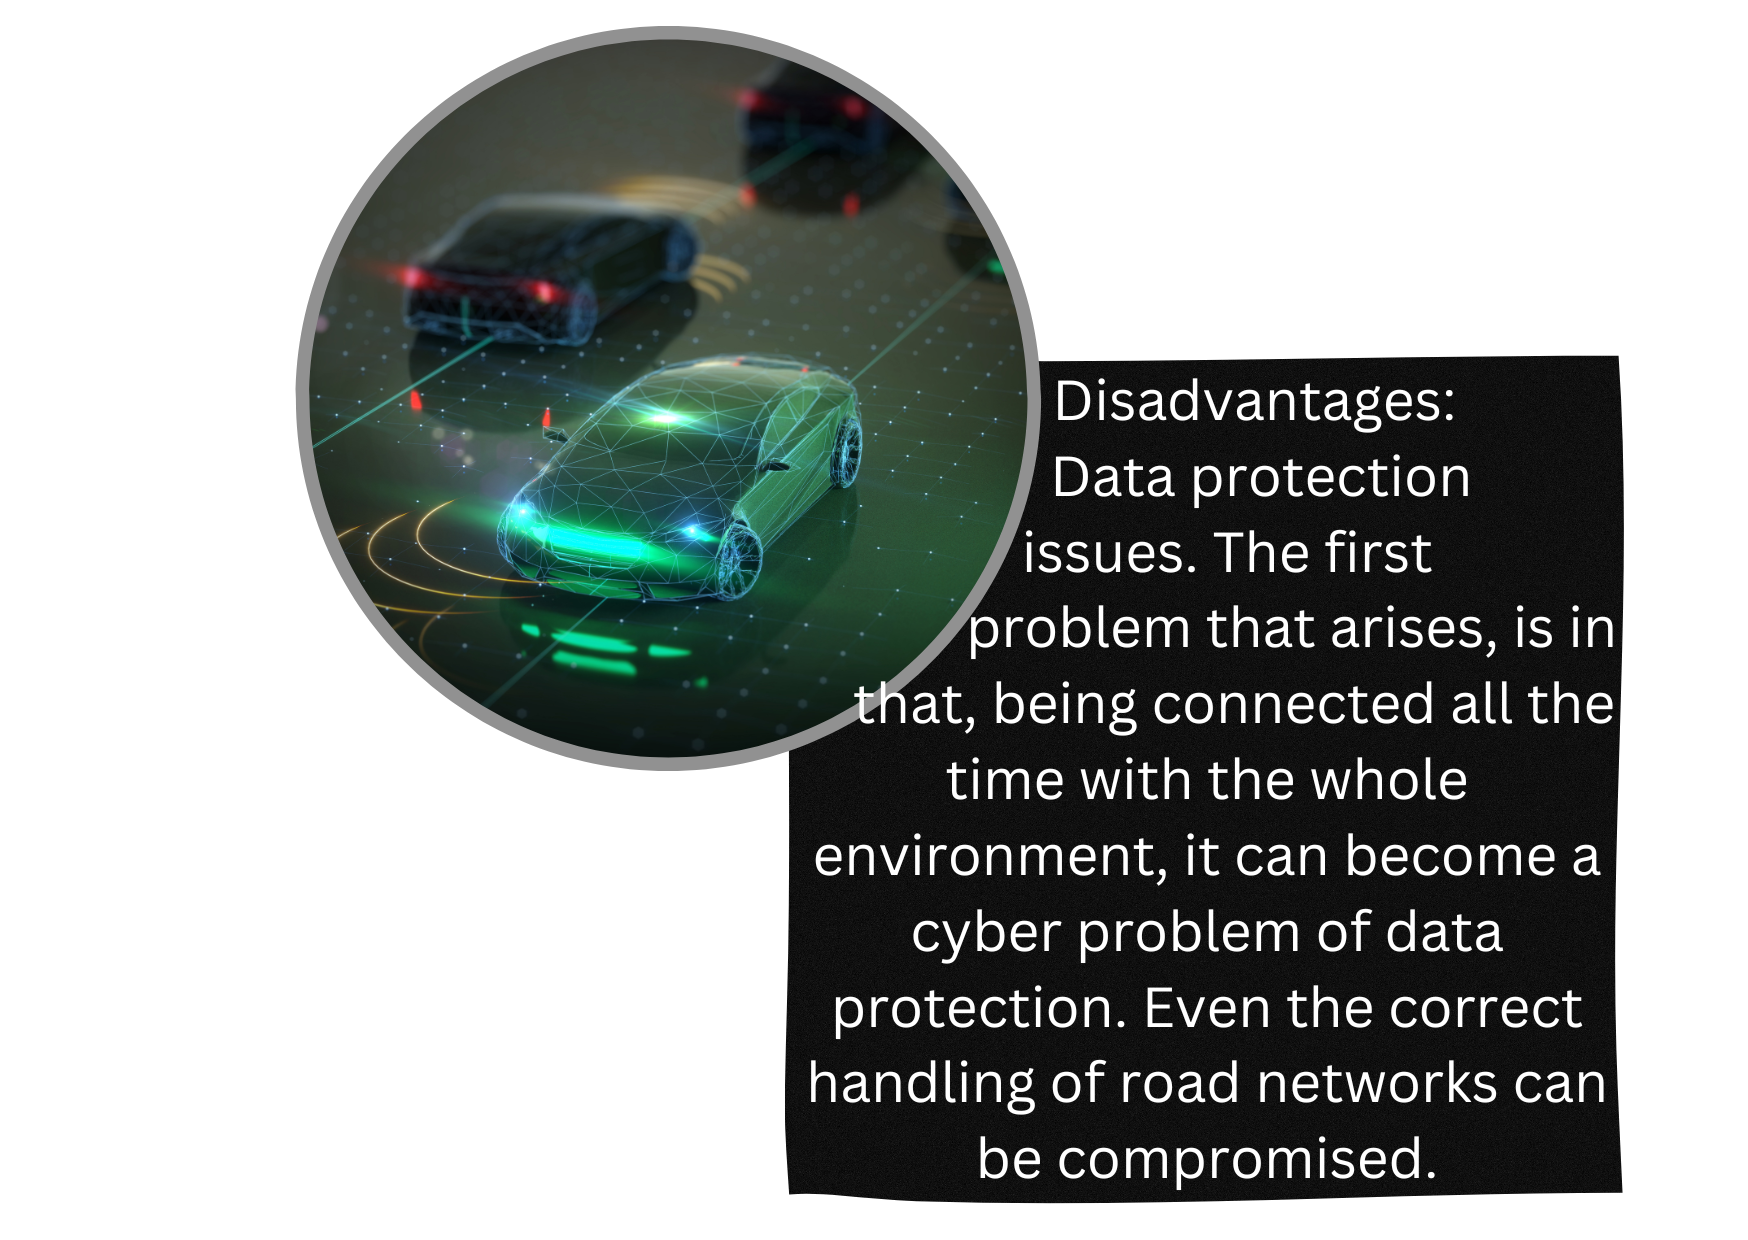 Disadvantages:
Data protection
issues. The first
problem that arises, is in
that, being connected all the
time with the whole
environment, it can become a
cyber problem of data
protection. Even the correct
handling of road networks can
be compromised.